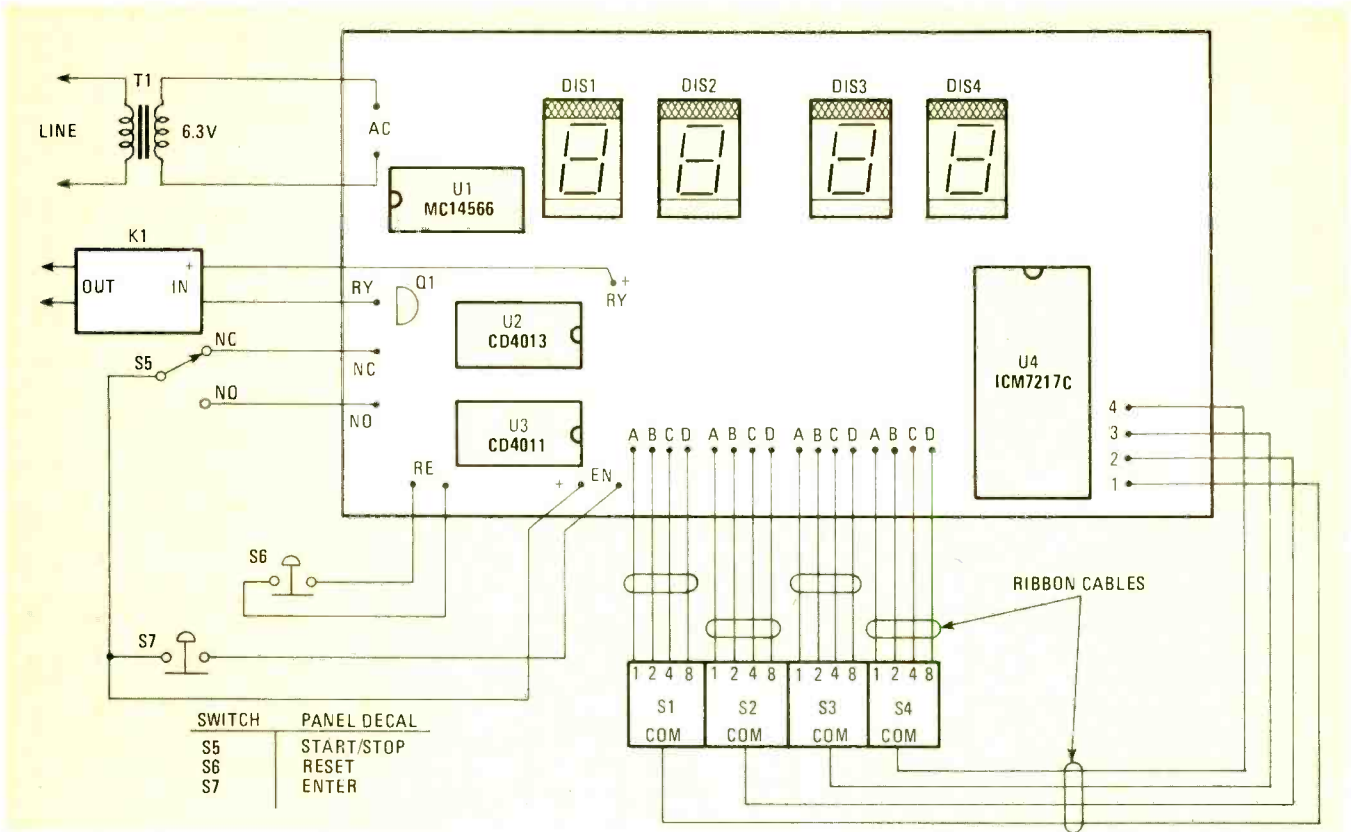 T1
LINE
6.3V
AC
DIS1
DIS2
DIS3
DIS4
U1
MC14566
K1
OUT
+
IN
RY
Q1
+
RY
U2
CD4013
S5
NC
NC
NO
NO
U3
CD4011
U4
ICM7217C
4
3
2
1
RE
+
EN
A B C D A B C D A B C D A B C D
S6
S7
RIBBON CABLES
1 2 4 8 1 2 4 8 1 2 4 8 1 2 4 8
S1 S2 S3 S4
COM COM COM COM
SWITCH PANEL DECAL
S5 START/STOP
S6 RESET
S7 ENTER